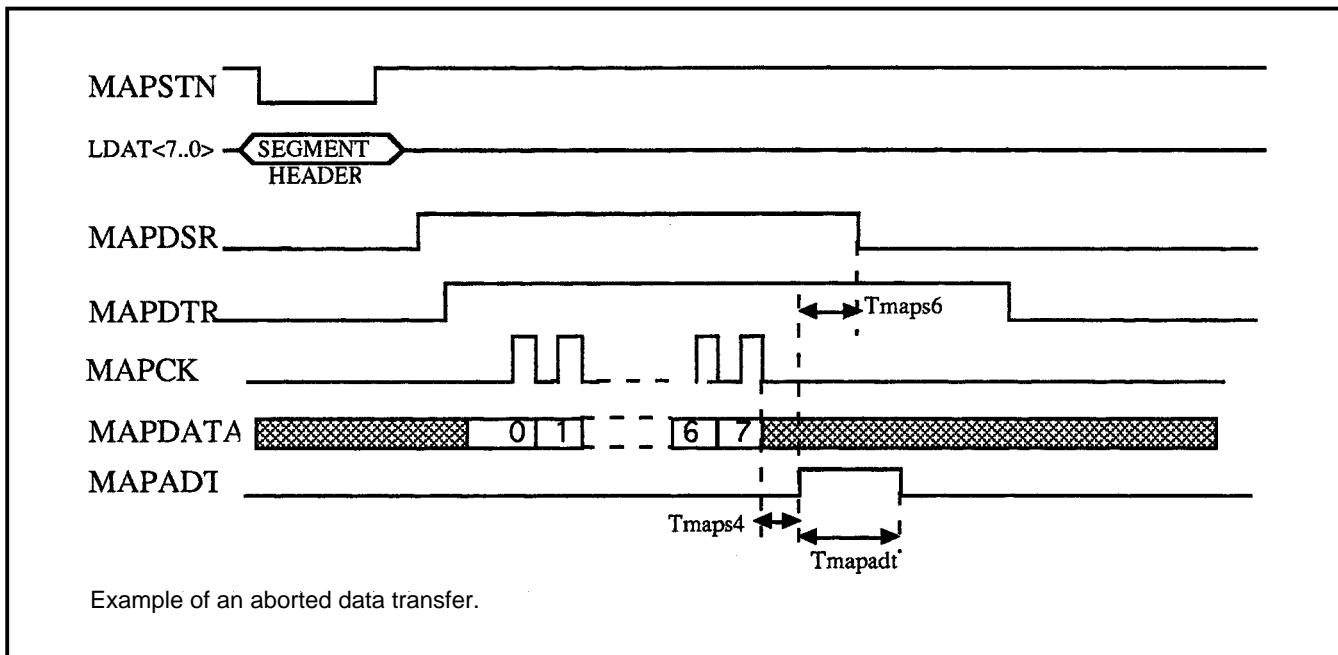 MAPSTN
LDAT<7..0>
SEGMENT
HEADER
MAPDSR
MAPDTR
Tmaps6
MAPCK
MAPDATA
0 1 6 7
MAPADT
Tmaps4
Tmapadt
Example of an aborted data transfer.